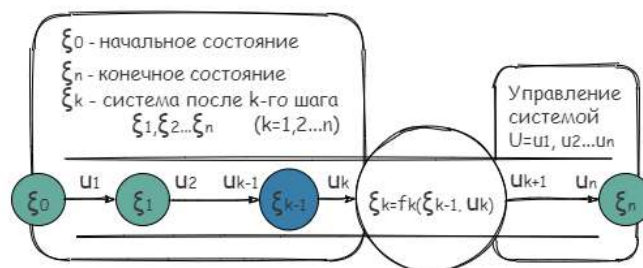 ξ0 - начальное состояние
ξn - конечное состояние
ξk - система после k-го шага
ξ1,ξ2...ξn (k=1,2...n)
Управление
системой
U=u1, u2...un
u1 u2 uk-1 uk uk+1 un
ξ0 ξ1 ξk-1 ξk=fk(ξk-1, uk) ξn